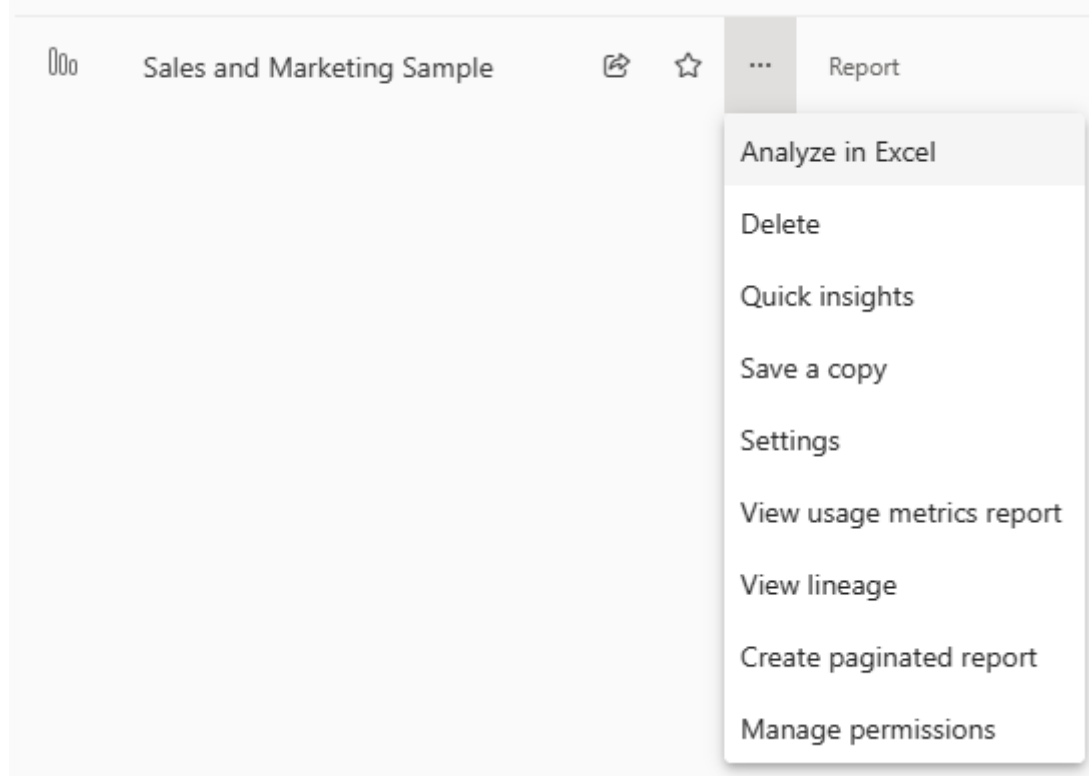 Sales and Marketing Sample ... Report
Analyze in Excel
Delete
Quick insights
Save a copy
Settings
View usage metrics report
View lineage
Create paginated report
Manage permissions